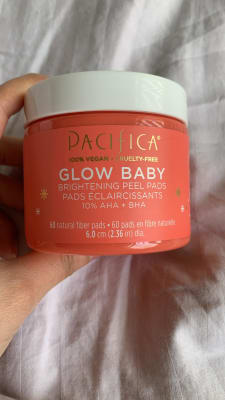 PACIFICA®
100% VEGAN + CRUELTY-FREE
GLOW BABY
BRIGHTENING PEEL PADS
PADS ÉCLAIRCISSANTS
10% AHA + BHA
60 natural fiber pads • 60 pads en fibre naturelle
6.0 cm (2.36 in) dia.